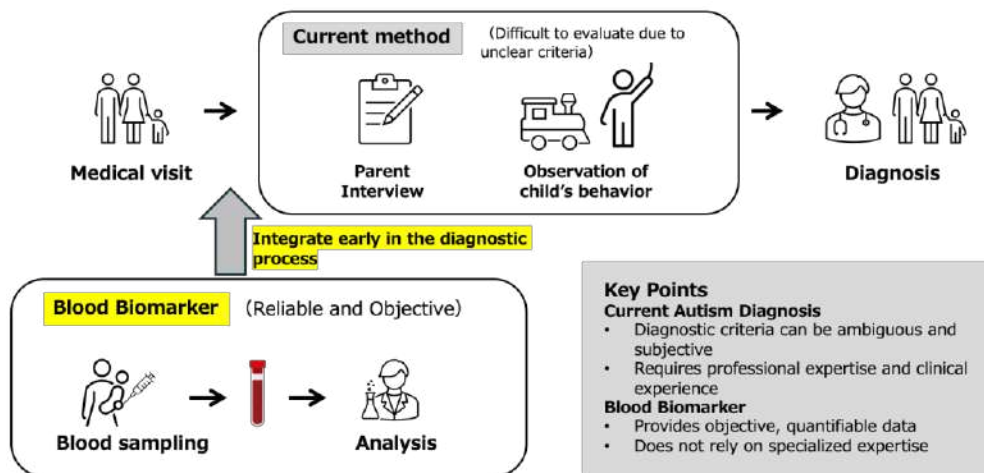 Current method
(Difficult to evaluate due to
unclear criteria)
Medical visit
Parent
Interview
Observation of
child's behavior
Diagnosis
Integrate early in the diagnostic
process
Blood Biomarker
(Reliable and Objective)
Blood sampling
Analysis
Key Points
Current Autism Diagnosis
• Diagnostic criteria can be ambiguous and
subjective
• Requires professional expertise and clinical
experience
Blood Biomarker
• Provides objective, quantifiable data
• Does not rely on specialized expertise